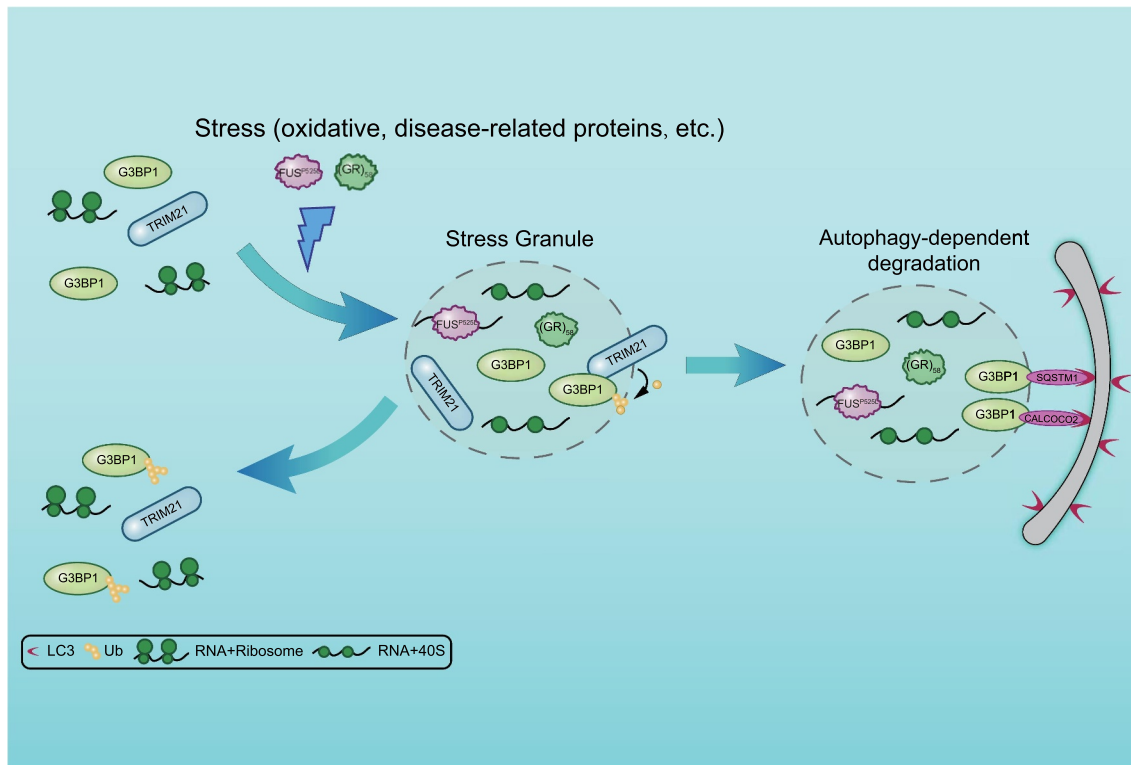 Stress (oxidative, disease-related proteins, etc.)
G3BP1
FUSP525L
(GR)58
TRIM21
G3BP1
Stress Granule
Autophagy-dependent
degradation
FUSP525L
(GR)58
TRIM21
G3BP1
G3BP1
TRIM21
G3BP1
(GR)58
G3BP1
SQSTM1
FUSP525L
G3BP1
CALCOCO2
G3BP1
TRIM21
G3BP1
LC3 Ub RNA+Ribosome RNA+40S